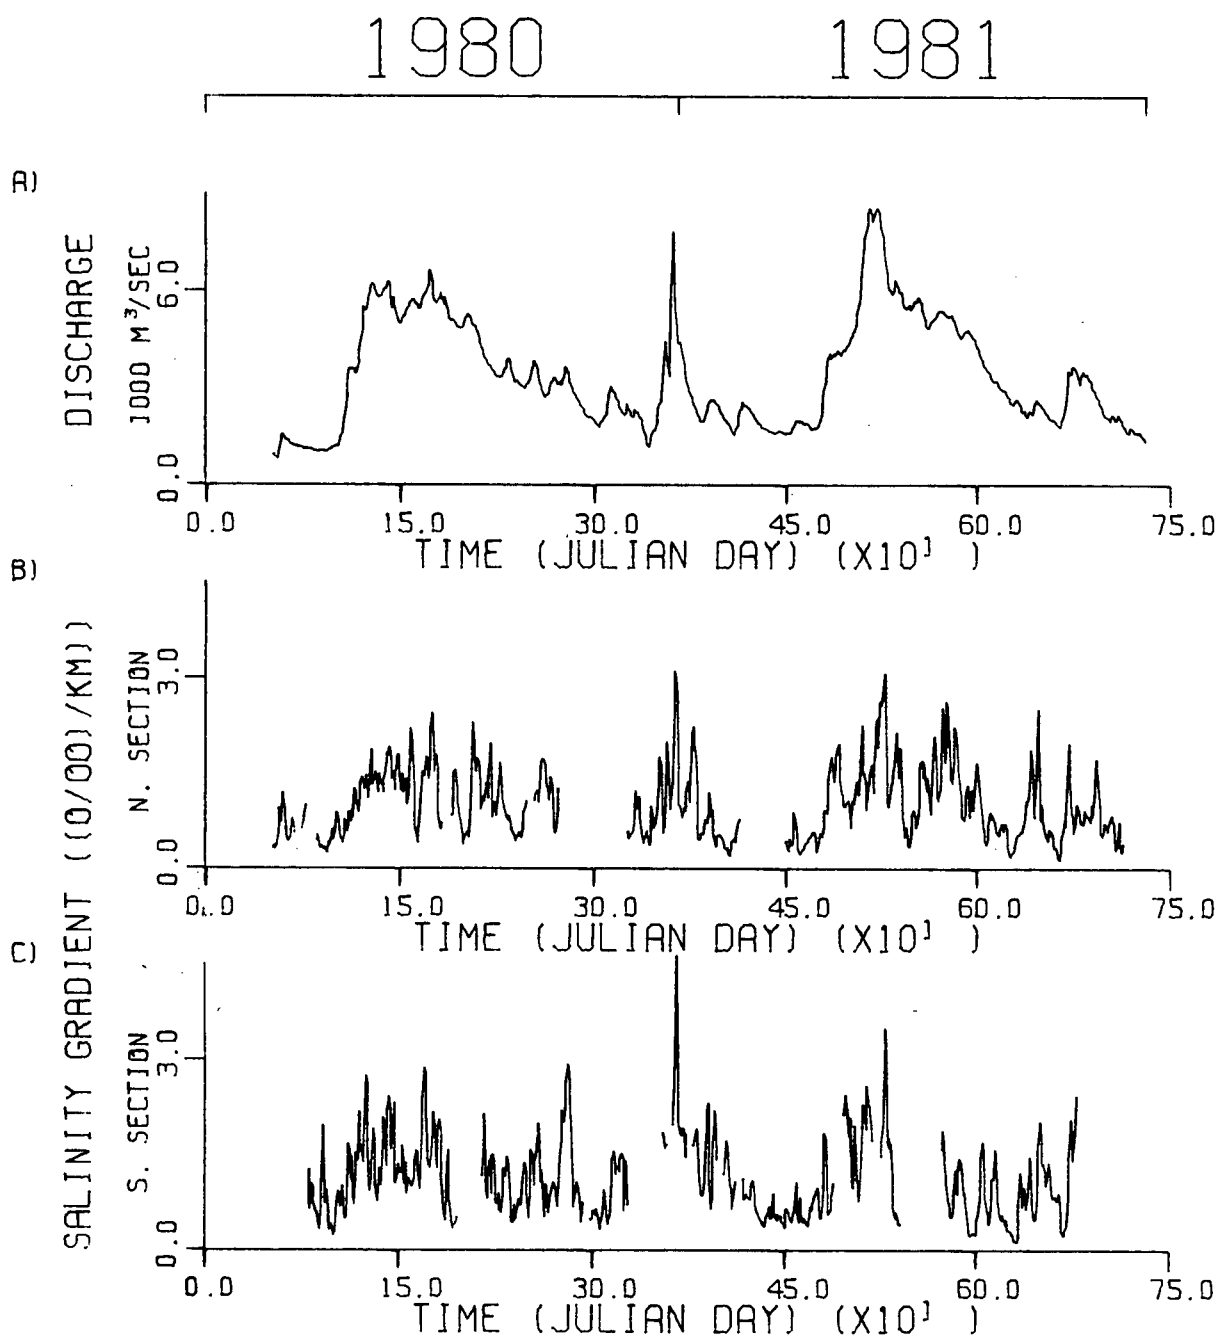 1980 1981
A)
DISCHARGE
1000 M³/SEC
6.0
0.0
0.0 15.0 30.0 45.0 60.0 75.0
TIME (JULIAN DAY) (X10¹ )
B)
SALINITY GRADIENT ((0/00)/KM))
N. SECTION
3.0
0.0
0.0 15.0 30.0 45.0 60.0 75.0
TIME (JULIAN DAY) (X10¹ )
C)
S. SECTION
3.0
0.0
0.0 15.0 30.0 45.0 60.0 75.0
TIME (JULIAN DAY) (X10¹ )